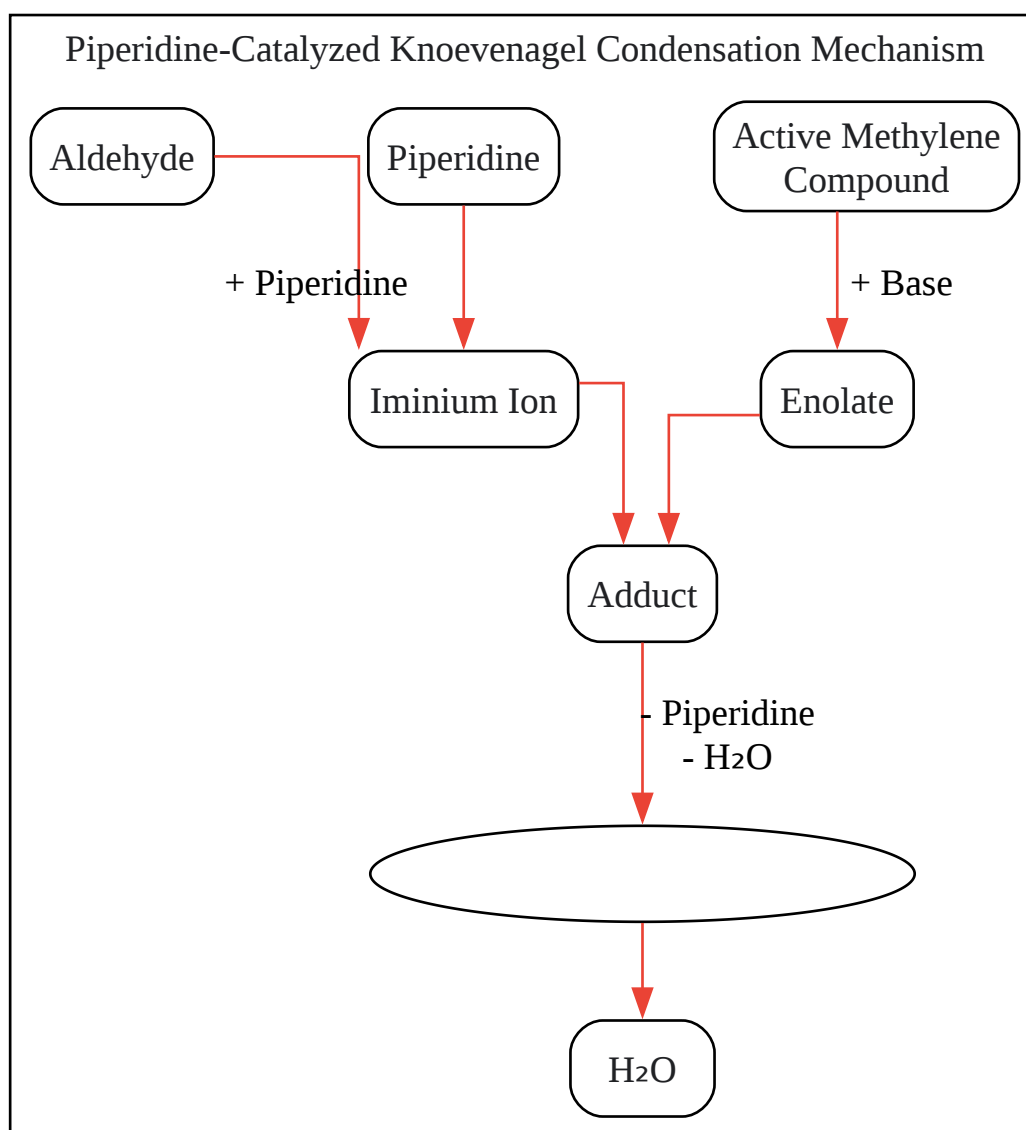 Piperidine-Catalyzed Knoevenagel Condensation Mechanism
Aldehyde
Piperidine
Active Methylene
Compound
+ Piperidine
+ Base
Iminium Ion
Enolate
Adduct
- Piperidine
- H₂O
H₂O